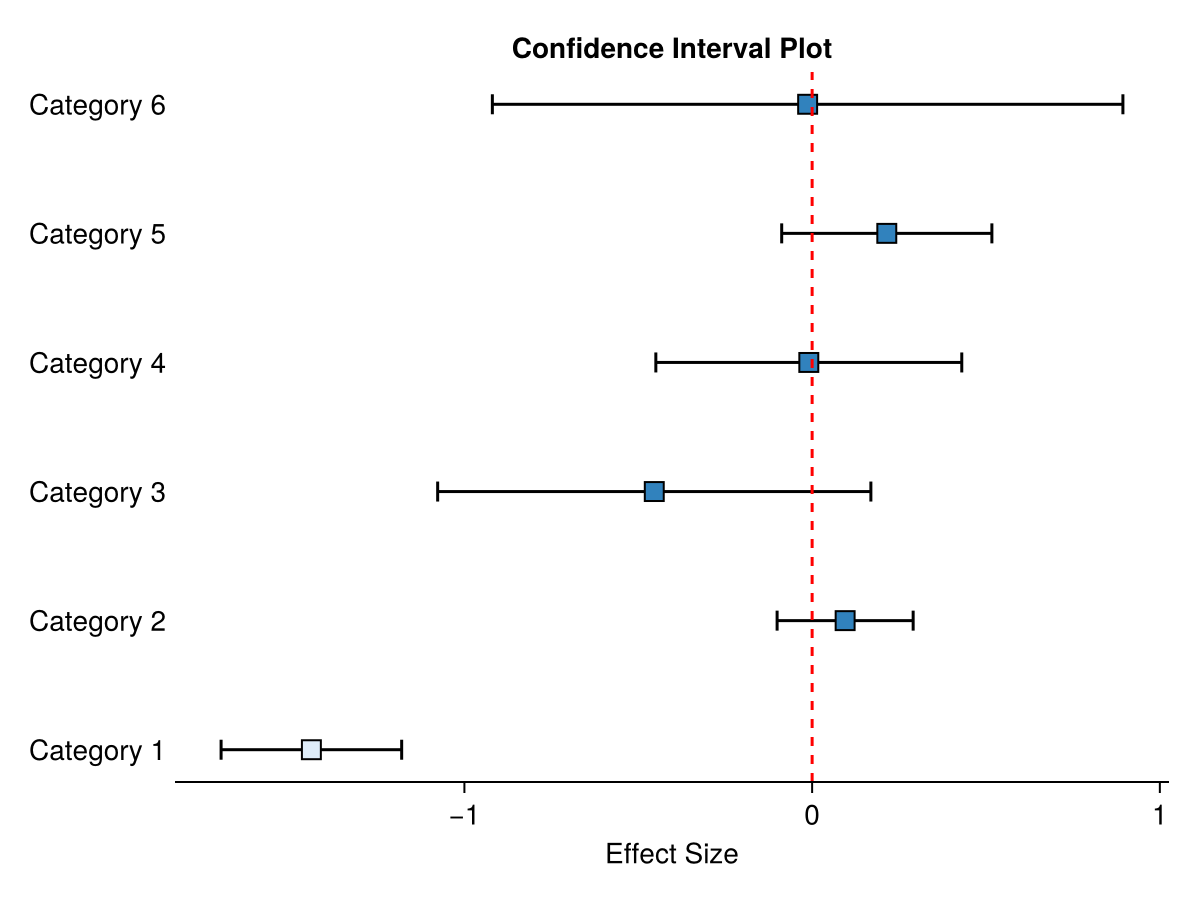 Confidence Interval Plot
Category 6
Category 5
Category 4
Category 3
Category 2
Category 1
−1 0 1
Effect Size